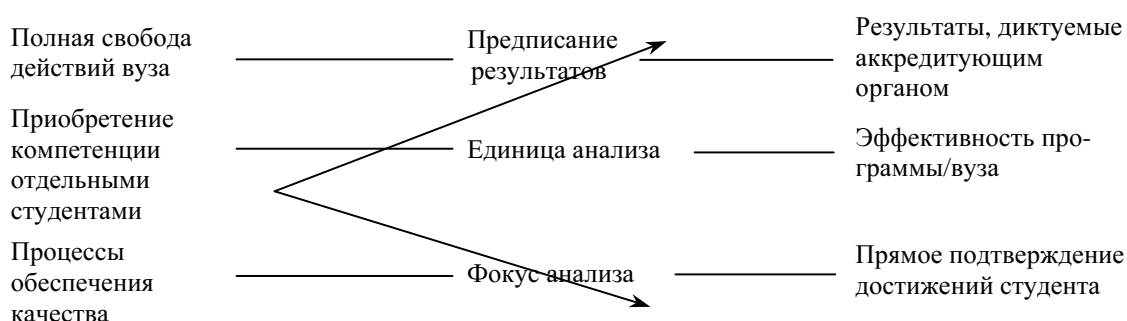 Полная свобода
действий вуза
Предписание
результатов
Результаты, диктуемые
аккредитующим
органом
Приобретение
компетенции
отдельными
студентами
Единица анализа
Эффективность про-
граммы/вуза
Процессы
обеспечения
качества
Фокус анализа
Прямое подтверждение
достижений студента